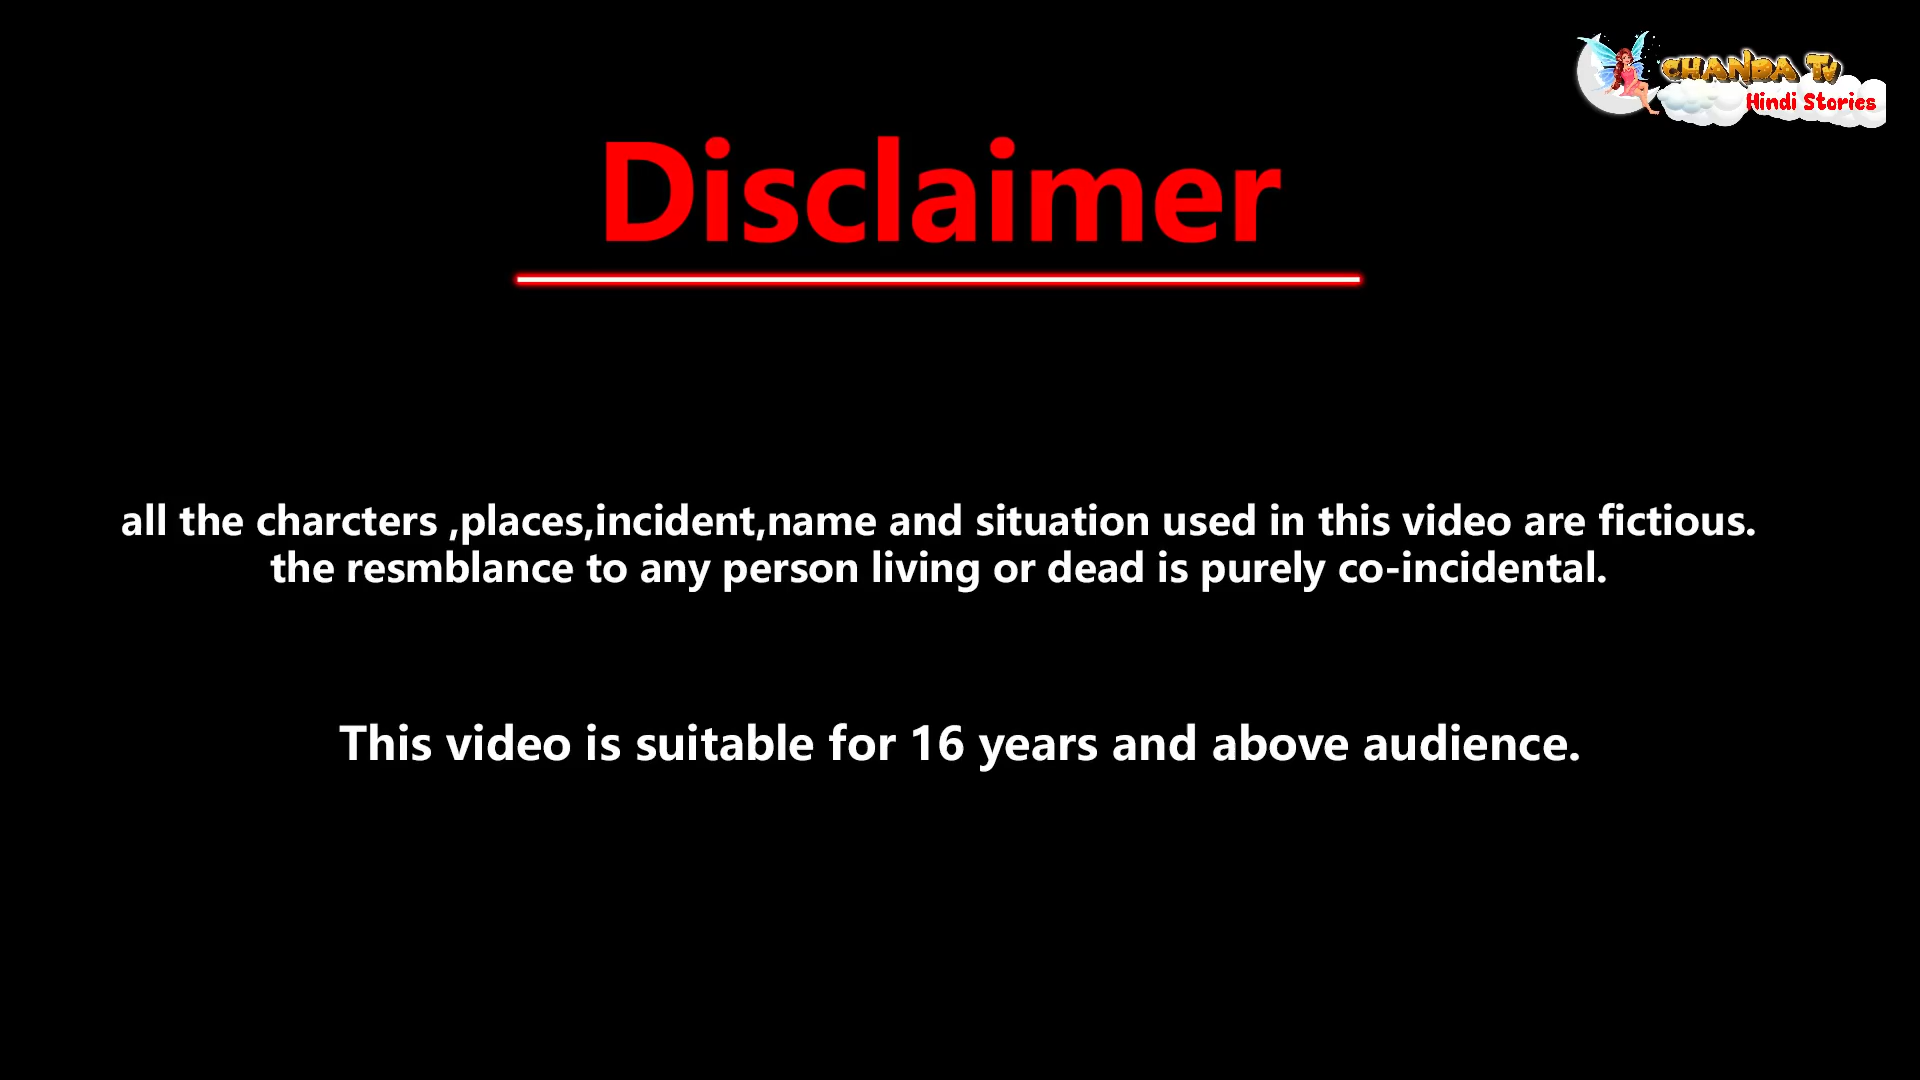 CHANDA TV
Hindi Stories
Disclaimer
all the charcters ,places,incident,name and situation used in this video are fictious.
the resmblance to any person living or dead is purely co-incidental.
This video is suitable for 16 years and above audience.